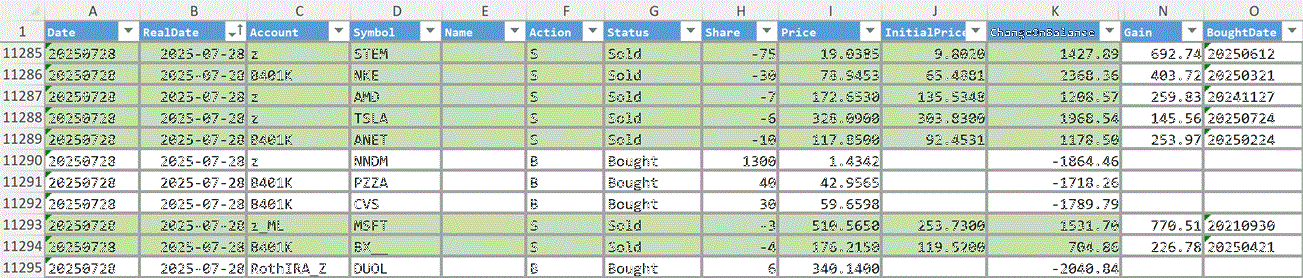 A B C D E F G H I J K N O
1 Date RealDate Account Symbol Name Action Status Share Price InitialPrice ChangeOnBalance Gain BoughtDate
11285 20250728 2025-07-28 z STEM S Sold -75 19.0385 9.8020 1427.89 692.74 20250612
11286 20250728 2025-07-28 8401K NKE S Sold -30 78.9453 65.4881 2368.36 403.72 20250321
11287 20250728 2025-07-28 z AMD S Sold -7 172.6530 135.5340 1208.57 259.83 20241127
11288 20250728 2025-07-28 z TSLA S Sold -6 328.0900 303.8300 1968.54 145.56 20250724
11289 20250728 2025-07-28 8401K ANET S Sold -10 117.8500 92.4531 1178.50 253.97 20250224
11290 20250728 2025-07-28 z NNDM B Bought 1300 1.4342 -1864.46
11291 20250728 2025-07-28 8401K PZZA B Bought 40 42.9565 -1718.26
11292 20250728 2025-07-28 8401K CVS B Bought 30 59.6598 -1789.79
11293 20250728 2025-07-28 z_ML MSFT S Sold -3 510.5650 253.7300 1531.70 770.51 20210930
11294 20250728 2025-07-28 8401K BX__ S Sold -4 176.2150 119.5200 704.86 226.78 20250421
11295 20250728 2025-07-28 RothIRA_Z DUOL B Bought 6 340.1400 -2040.84